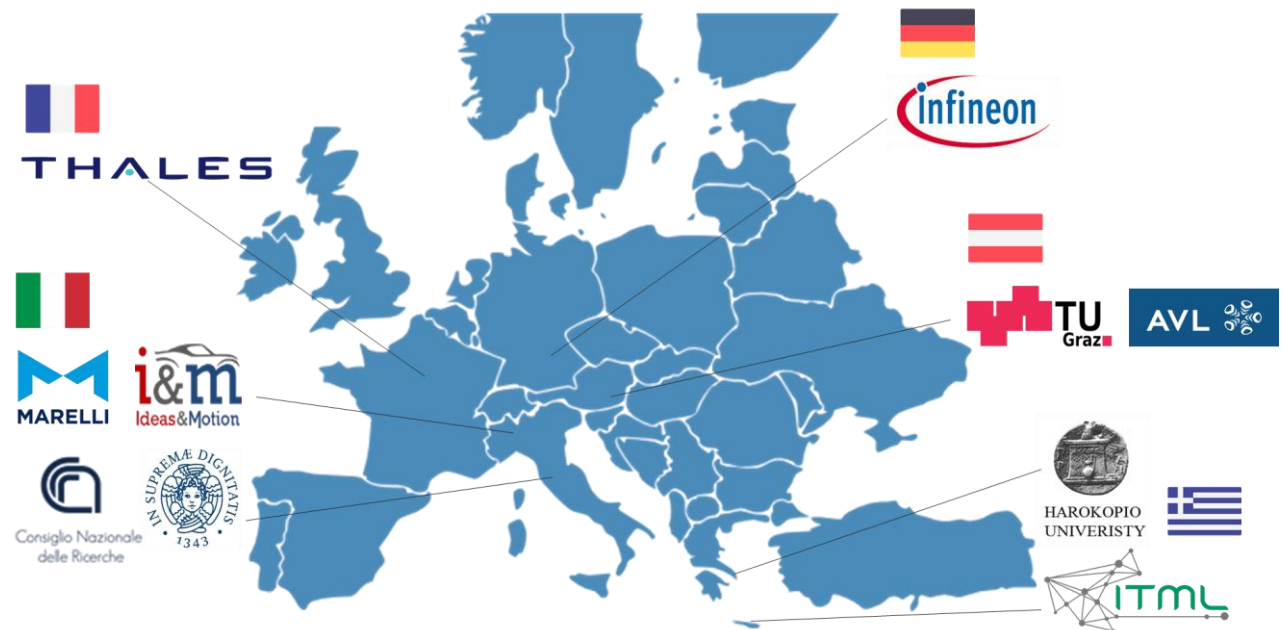 THALES
infineon
TU
Graz
AVL
MARELLI
i&m
Ideas&Motion
Consiglio Nazionale
delle Ricerche
IN SUPREMÆ DIGNITATIS
· 1343 ·
HAROKOPIO
UNIVERISTY
ITML